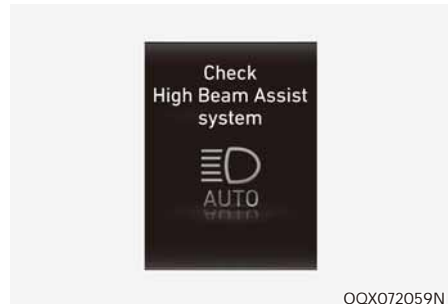 Check
High Beam Assist
system
AUTO
OQX072059N